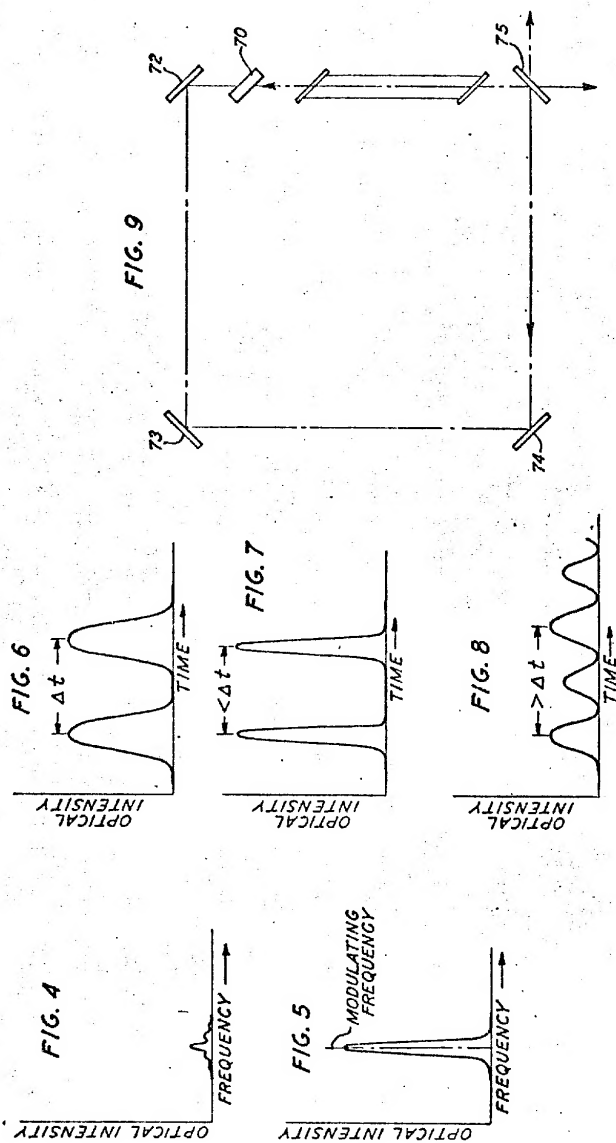 FIG. 4
OPTICAL INTENSITY
FREQUENCY
FIG. 5
MODULATING
FREQUENCY
OPTICAL INTENSITY
FREQUENCY
FIG. 6
Δt
OPTICAL
INTENSITY
TIME
FIG. 7
<Δt
OPTICAL
INTENSITY
TIME
FIG. 8
>Δt
OPTICAL
INTENSITY
TIME
FIG. 9
73
72
70
74
75